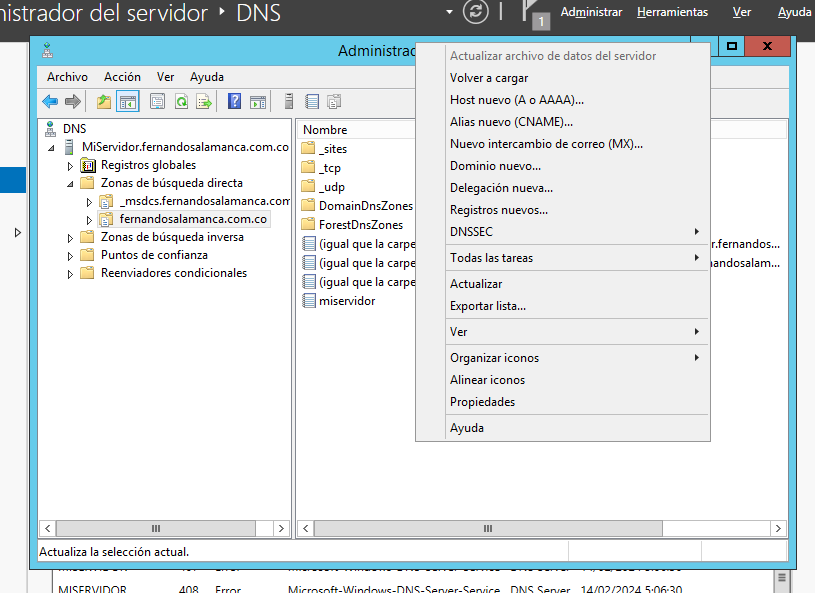 nistrador del servidor ‣ DNS
1
Administrar Herramientas Ver Ayuda
Administrad
Archivo Acción Ver Ayuda
DNS
MiServidor.fernandosalamanca.com.co
Registros globales
Zonas de búsqueda directa
_msdcs.fernandosalamanca.com
fernandosalamanca.com.co
Zonas de búsqueda inversa
Puntos de confianza
Reenviadores condicionales
Nombre
_sites
_tcp
_udp
DomainDnsZones
ForestDnsZones
(igual que la carpe
r.fernandos...
(igual que la carpe
andosalam...
(igual que la carpe
miservidor
Actualizar archivo de datos del servidor
Volver a cargar
Host nuevo (A o AAAA)...
Alias nuevo (CNAME)...
Nuevo intercambio de correo (MX)...
Dominio nuevo...
Delegación nueva...
Registros nuevos...
DNSSEC
Todas las tareas
Actualizar
Exportar lista...
Ver
Organizar iconos
Alinear iconos
Propiedades
Ayuda
Actualiza la selección actual.
MISERVIDOR 408 Error Microsoft-Windows-DNS-Server-Service DNS Server 14/02/2024 5:06:30